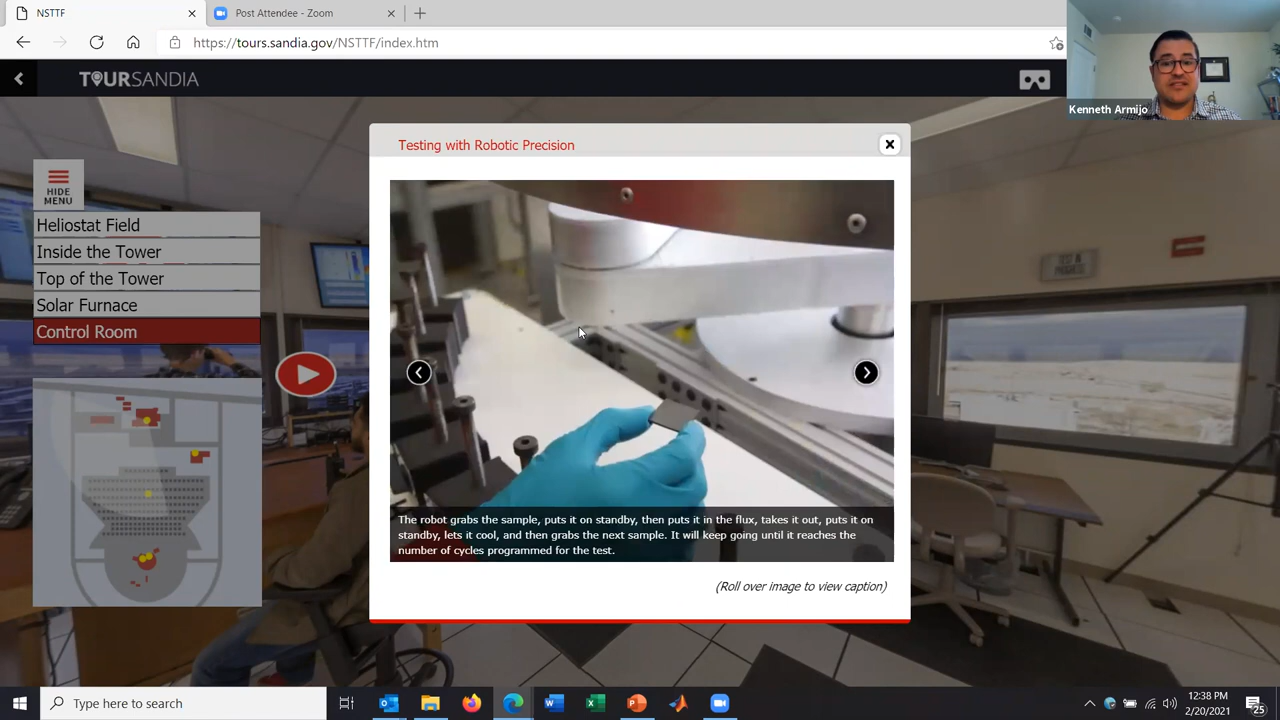 NSTTF
Post Attendee - Zoom
https://tours.sandia.gov/NSTTF/index.htm
TOURSANDIA
Kenneth Armijo
Testing with Robotic Precision
HIDE
MENU
Heliostat Field
Inside the Tower
Top of the Tower
Solar Furnace
Control Room
TEST IN
PROGRESS
The robot grabs the sample, puts it on standby, then puts it in the flux, takes it out, puts it on
standby, lets it cool, and then grabs the next sample. It will keep going until it reaches the
number of cycles programmed for the test.
(Roll over image to view caption)
Type here to search
12:38 PM
2/20/2021
25